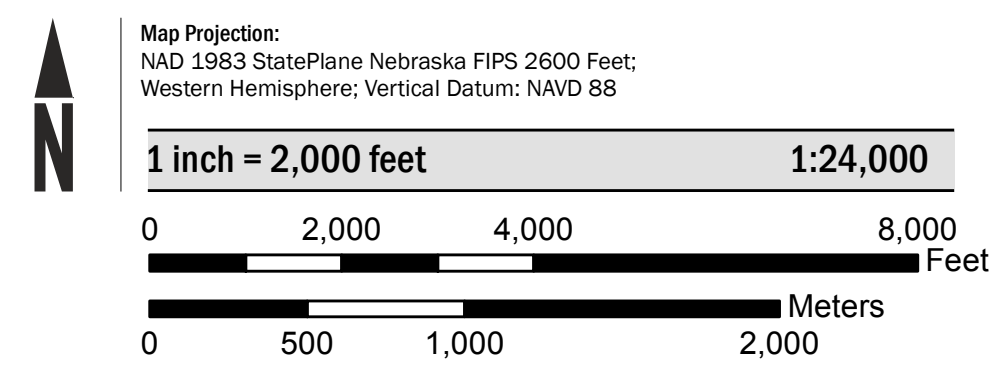 Map Projection:
NAD 1983 StatePlane Nebraska FIPS 2600 Feet;
Western Hemisphere; Vertical Datum: NAVD 88
N
1 inch = 2,000 feet 1:24,000
0 2,000 4,000 8,000
Feet
Meters
0 500 1,000 2,000